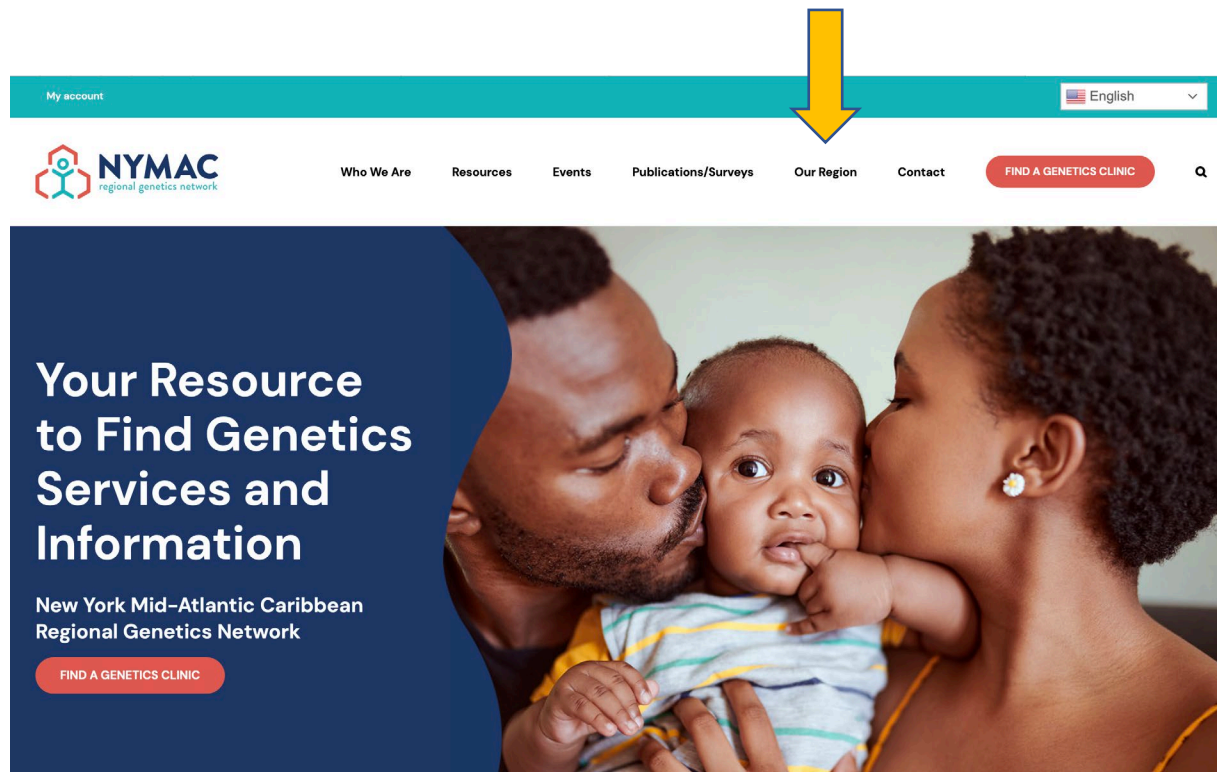 My account
English
NYMAC
regional genetics network
Who We Are
Resources
Events
Publications/Surveys
Our Region
Contact
FIND A GENETICS CLINIC
Your Resource
to Find Genetics
Services and
Information
New York Mid-Atlantic Caribbean
Regional Genetics Network
FIND A GENETICS CLINIC